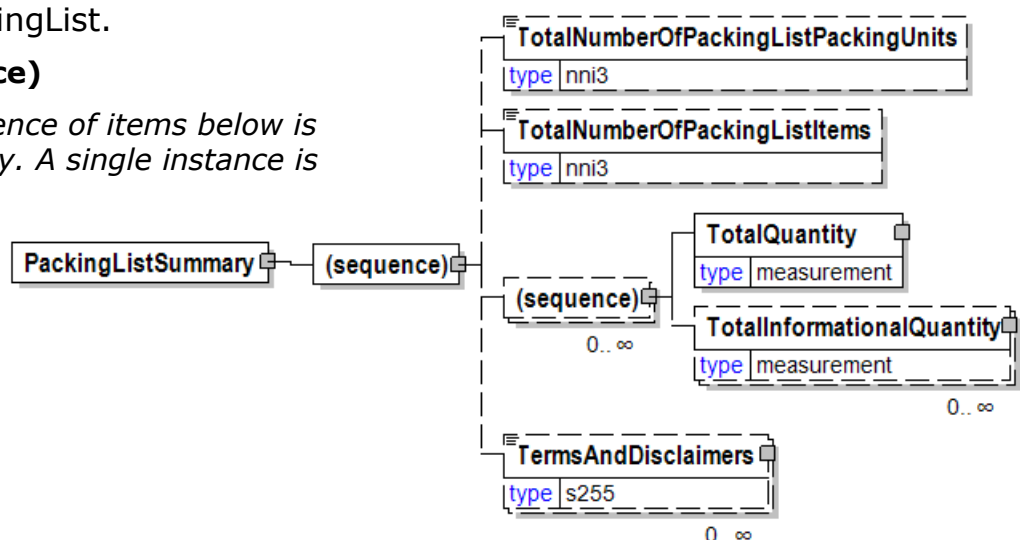 ingList.
ce)
ence of items below is
y. A single instance is
TotalNumberOfPackingListPackingUnits
type nni3
TotalNumberOfPackingListItems
type nni3
PackingListSummary
(sequence)
(sequence)
0.. ∞
TotalQuantity
type measurement
TotalInformationalQuantity
type measurement
0.. ∞
TermsAndDisclaimers
type s255
0.. ∞